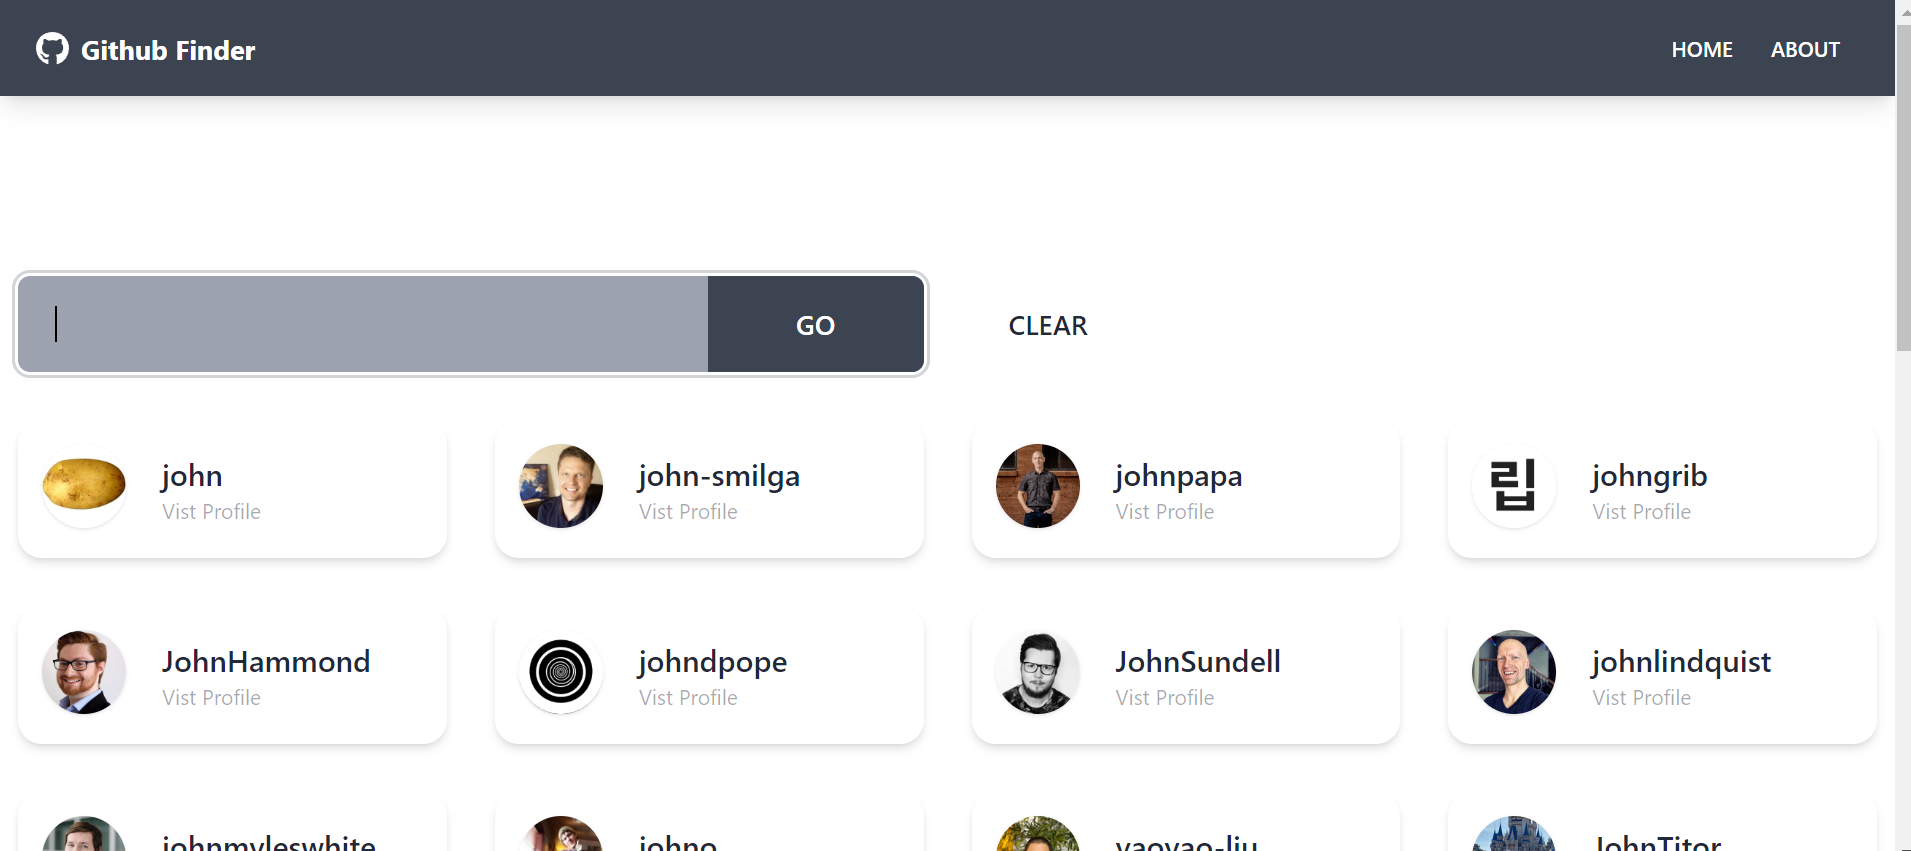 Github Finder
HOME ABOUT
GO CLEAR
john
Vist Profile
john-smilga
Vist Profile
johnpapa
Vist Profile
립
johngrib
Vist Profile
JohnHammond
Vist Profile
johndpope
Vist Profile
JohnSundell
Vist Profile
johnlindquist
Vist Profile
johnmyleswhite
johno
yaoyao-liu
JohnTitor